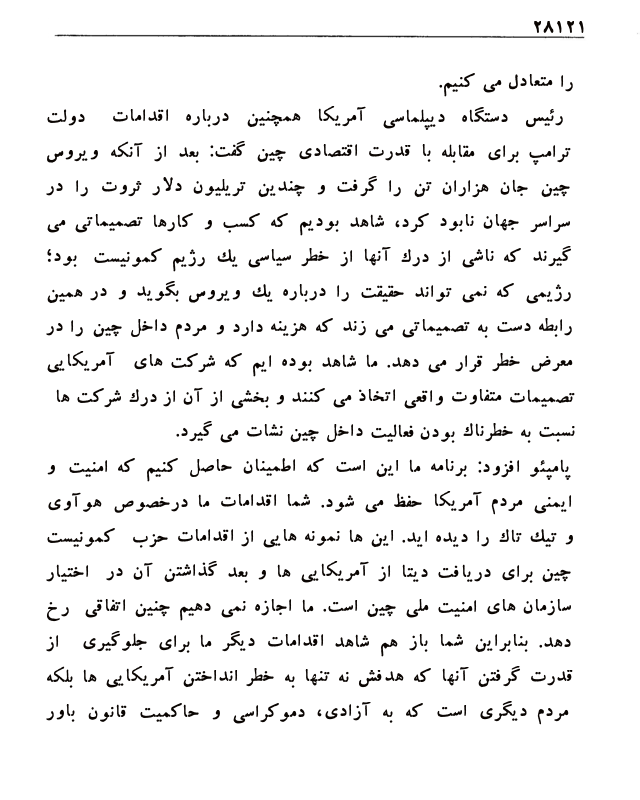 ۲۸۱۲۱
را متعادل می کنیم.
رئیس دستگاه دیپلماسی آمریکا همچنین درباره اقدامات دولت
ترامپ برای مقابله با قدرت اقتصادی چین گفت: بعد از آنکه ویروس
چین جان هزاران تن را گرفت و چندین تریلیون دلار ثروت را در
سراسر جهان نابود کرد، شاهد بودیم که کسب و کارها تصمیماتی می
گیرند که ناشی از درك آنها از خطر سیاسی یك رژیم کمونیست بود؛
رژیمی که نمی تواند حقیقت را درباره یك ویروس بگوید و در همین
رابطه دست به تصمیماتی می زند که هزینه دارد و مردم داخل چین را در
معرض خطر قرار می دهد. ما شاهد بوده ایم که شرکت های آمریکایی
تصمیمات متفاوت واقعی اتخاذ می کنند و بخشی از آن از درك شرکت ها
نسبت به خطرناك بودن فعالیت داخل چین نشات می گیرد.
پامپئو افزود: برنامه ما این است که اطمینان حاصل کنیم که امنیت و
ایمنی مردم آمریکا حفظ می شود. شما اقدامات ما درخصوص هوآوی
و تیك تاك را دیده اید. این ها نمونه هایی از اقدامات حزب کمونیست
چین برای دریافت دیتا از آمریکایی ها و بعد گذاشتن آن در اختیار
سازمان های امنیت ملی چین است. ما اجازه نمی دهیم چنین اتفاقی رخ
دهد. بنابراین شما باز هم شاهد اقدامات دیگر ما برای جلوگیری از
قدرت گرفتن آنها که هدفش نه تنها به خطر انداختن آمریکایی ها بلکه
مردم دیگری است که به آزادی، دموکراسی و حاکمیت قانون باور